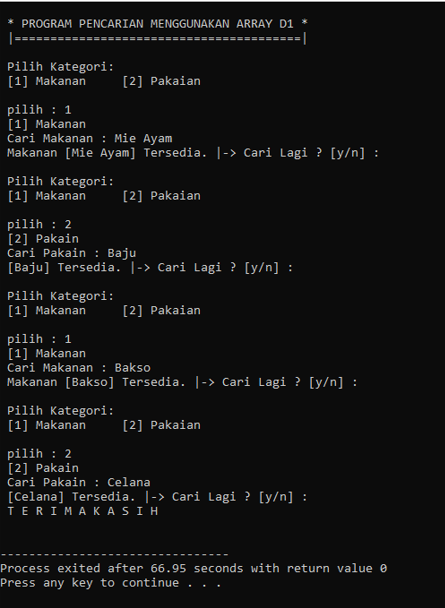 * PROGRAM PENCARIAN MENGGUNAKAN ARRAY D1 *
|========================================|
Pilih Kategori:
[1] Makanan     [2] Pakaian
pilih : 1
[1] Makanan
Cari Makanan : Mie Ayam
Makanan [Mie Ayam] Tersedia. |-> Cari Lagi ? [y/n] :
Pilih Kategori:
[1] Makanan     [2] Pakaian
pilih : 2
[2] Pakain
Cari Pakain : Baju
[Baju] Tersedia. |-> Cari Lagi ? [y/n] :
Pilih Kategori:
[1] Makanan     [2] Pakaian
pilih : 1
[1] Makanan
Cari Makanan : Bakso
Makanan [Bakso] Tersedia. |-> Cari Lagi ? [y/n] :
Pilih Kategori:
[1] Makanan     [2] Pakaian
pilih : 2
[2] Pakain
Cari Pakain : Celana
[Celana] Tersedia. |-> Cari Lagi ? [y/n] :
T E R I M A K A S I H
--------------------------------
Process exited after 66.95 seconds with return value 0
Press any key to continue . . .